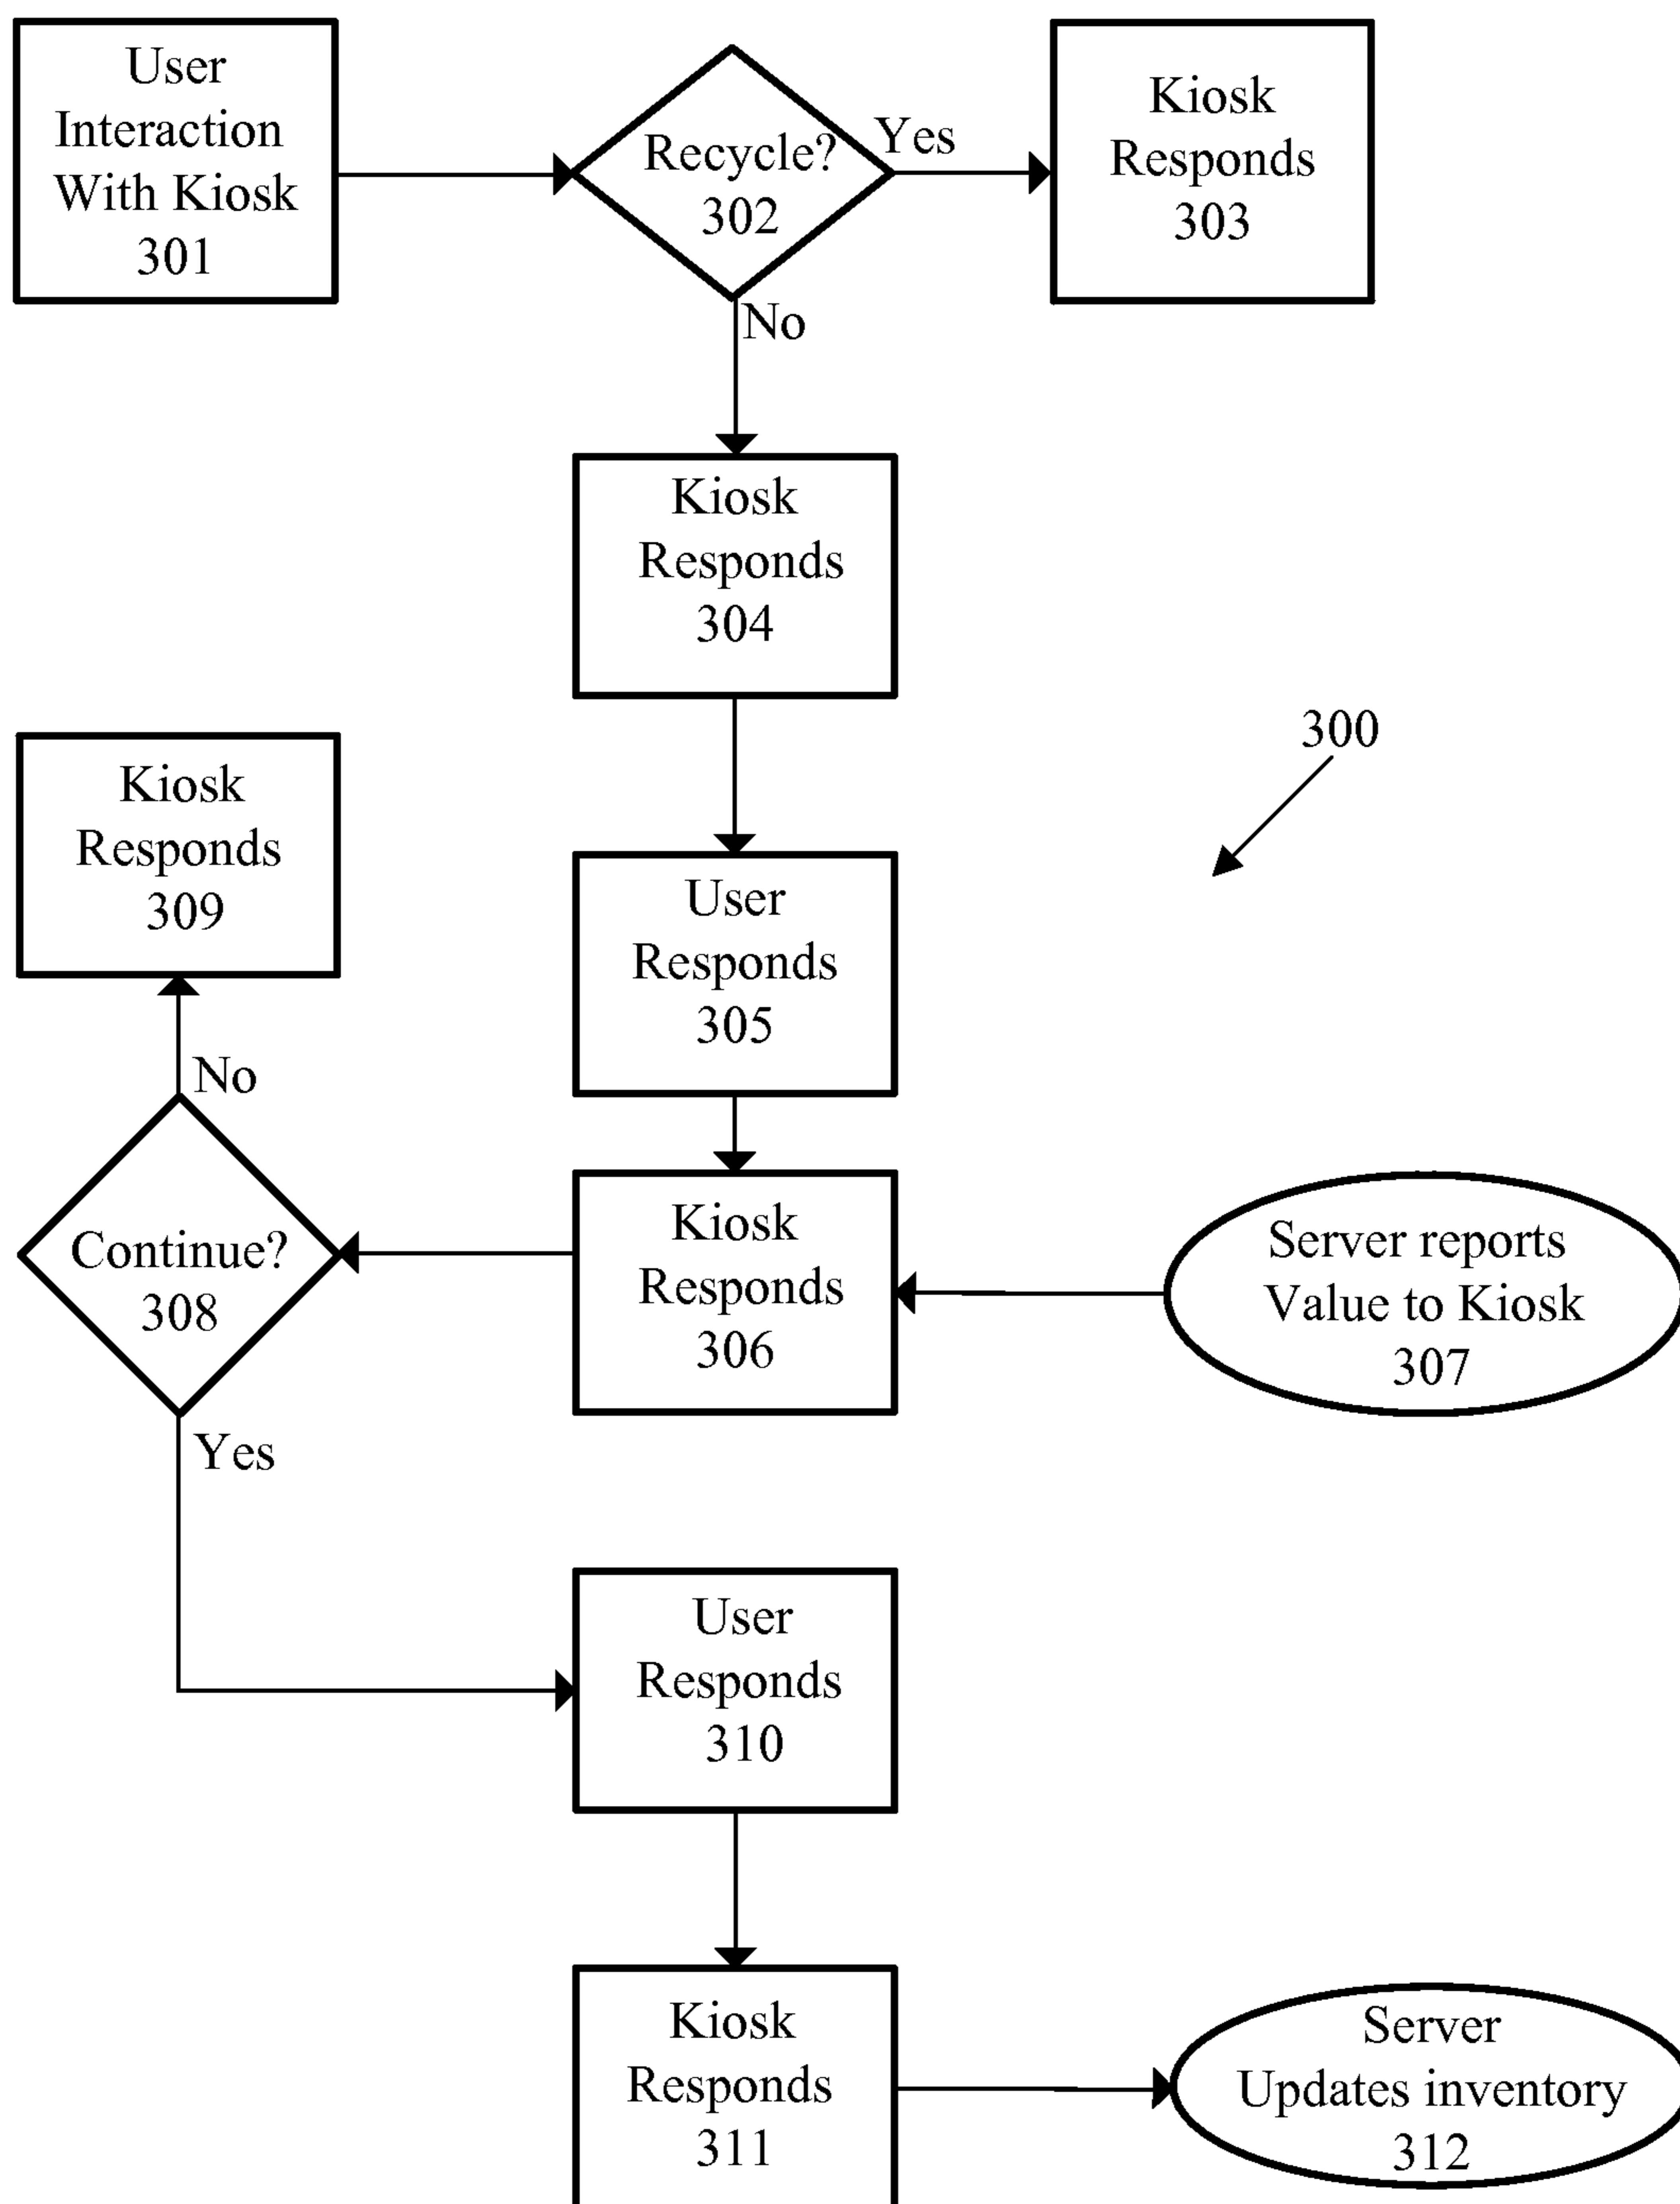 User
Interaction
With Kiosk
301
Recycle?
302
Yes
No
Kiosk
Responds
303
Kiosk
Responds
304
300
User
Responds
305
Kiosk
Responds
306
Server reports
Value to Kiosk
307
Continue?
308
No
Yes
Kiosk
Responds
309
User
Responds
310
Kiosk
Responds
311
Server
Updates inventory
312